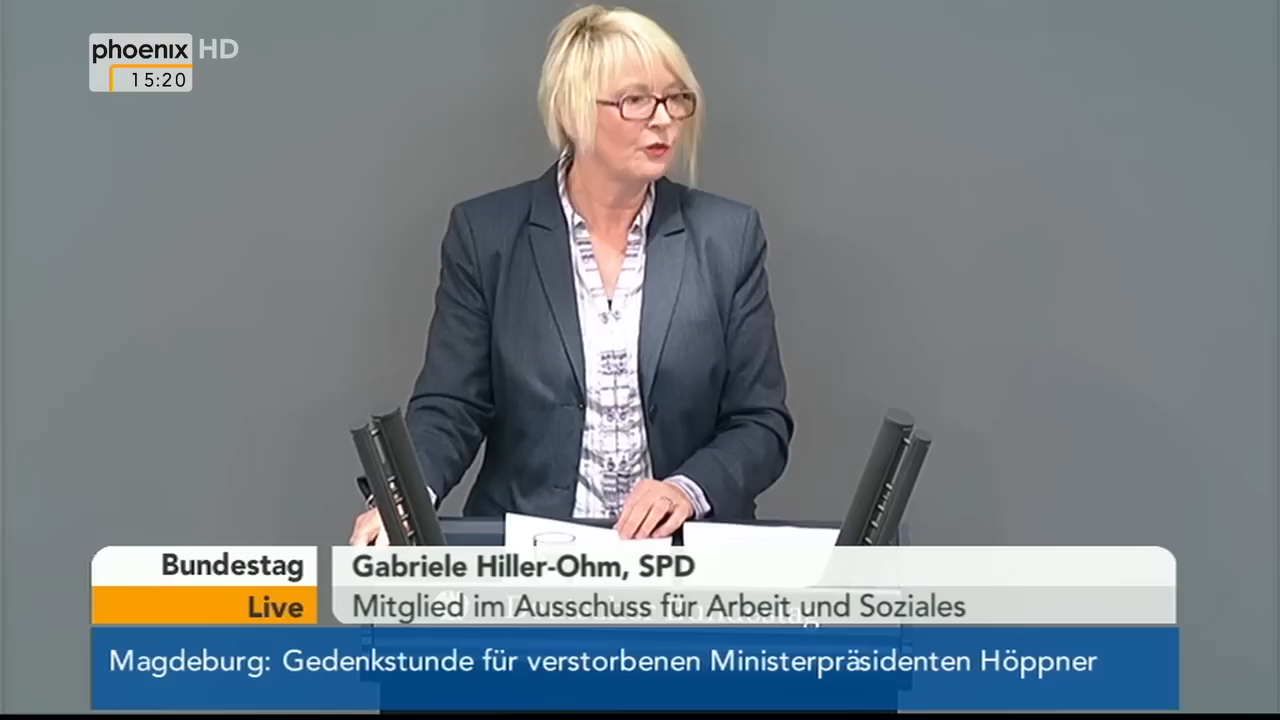 phoenix HD
15:20
Bundestag
Live
Gabriele Hiller-Ohm, SPD
Mitglied im Ausschuss für Arbeit und Soziales
Magdeburg: Gedenkstunde für verstorbenen Ministerpräsidenten Höppner